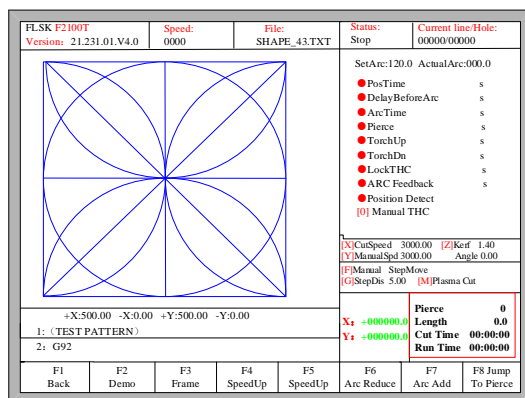 FLSK F2100T Speed: File: Status: Current line/Hole:
Version: 21.231.01.V4.0 0000 SHAPE_43.TXT Stop 00000/00000
SetArc:120.0 ActualArc:000.0
PosTime s
DelayBeforeArc s
ArcTime s
Pierce s
TorchUp s
TorchDn s
LockTHC s
ARC Feedback s
Position Detect
[0] Manual THC
[X]CutSpeed 3000.00 [Z]Kerf 1.40
[Y]ManualSpd 3000.00 Angle 0.00
[F]Manual StepMove
[G]StepDis 5.00 [M]Plasma Cut
+X:500.00 -X:0.00 +Y:500.00 -Y:0.00
1:（TEST PATTERN）
2: G92
X: +000000.0
Y: +000000.0
Pierce 0
Length 0.0
Cut Time 00:00:00
Run Time 00:00:00
F1 F2 F3 F4 F5 F6 F7 F8 Jump
Back Demo Frame SpeedUp SpeedUp Arc Reduce Arc Add To Pierce